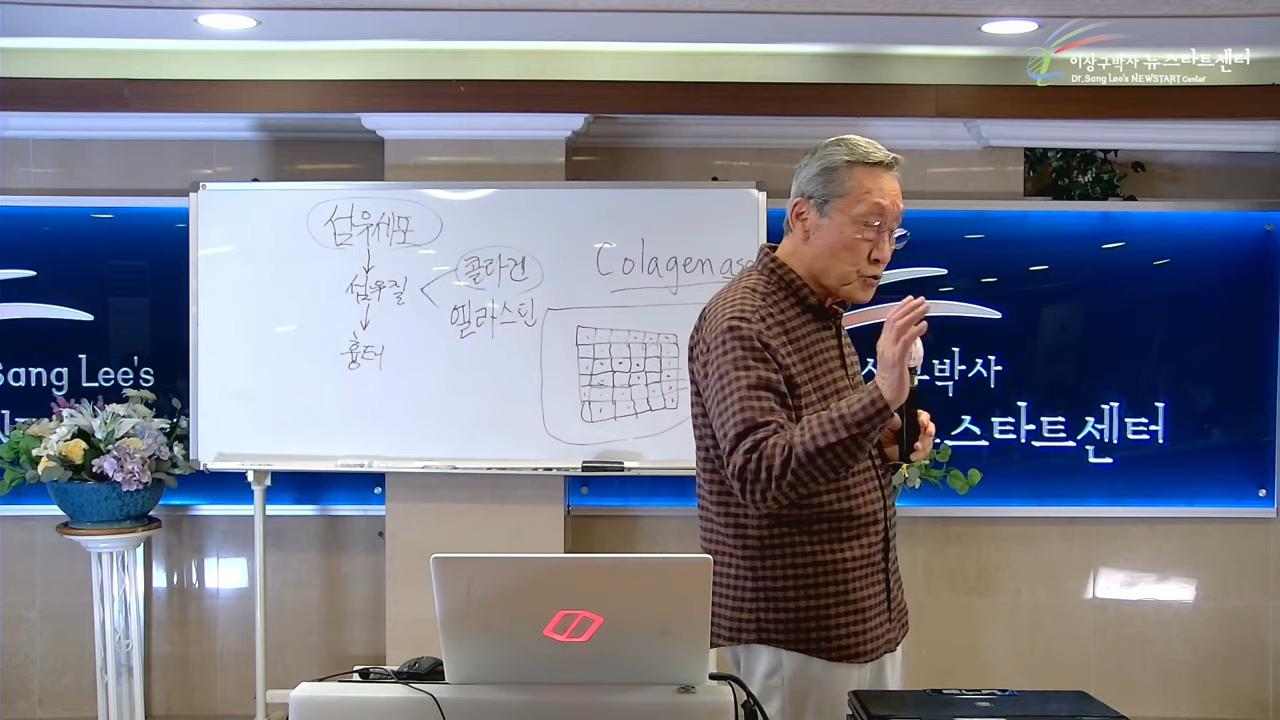 이상구박사 뉴스타트센터
Dr. Sang Lee's NEWSTART Center
섬우세포
섬우질
콜라겐
엘라스틴
흉터
Colagenase
Sang Lee's
박사
스타트센터